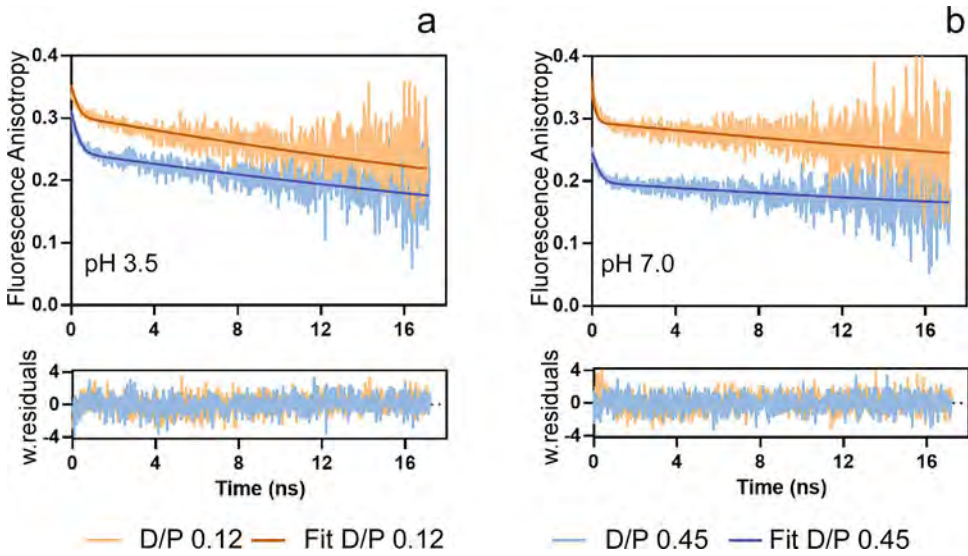 a
Fluorescence Anisotropy
0.4
0.3
0.2
0.1
0.0
pH 3.5
0 4 8 12 16
w.residuals
4
0
-4
0 4 8 12 16
Time (ns)
b
Fluorescence Anisotropy
0.4
0.3
0.2
0.1
0.0
pH 7.0
0 4 8 12 16
w.residuals
4
0
-4
0 4 8 12 16
Time (ns)
D/P 0.12 Fit D/P 0.12 D/P 0.45 Fit D/P 0.45